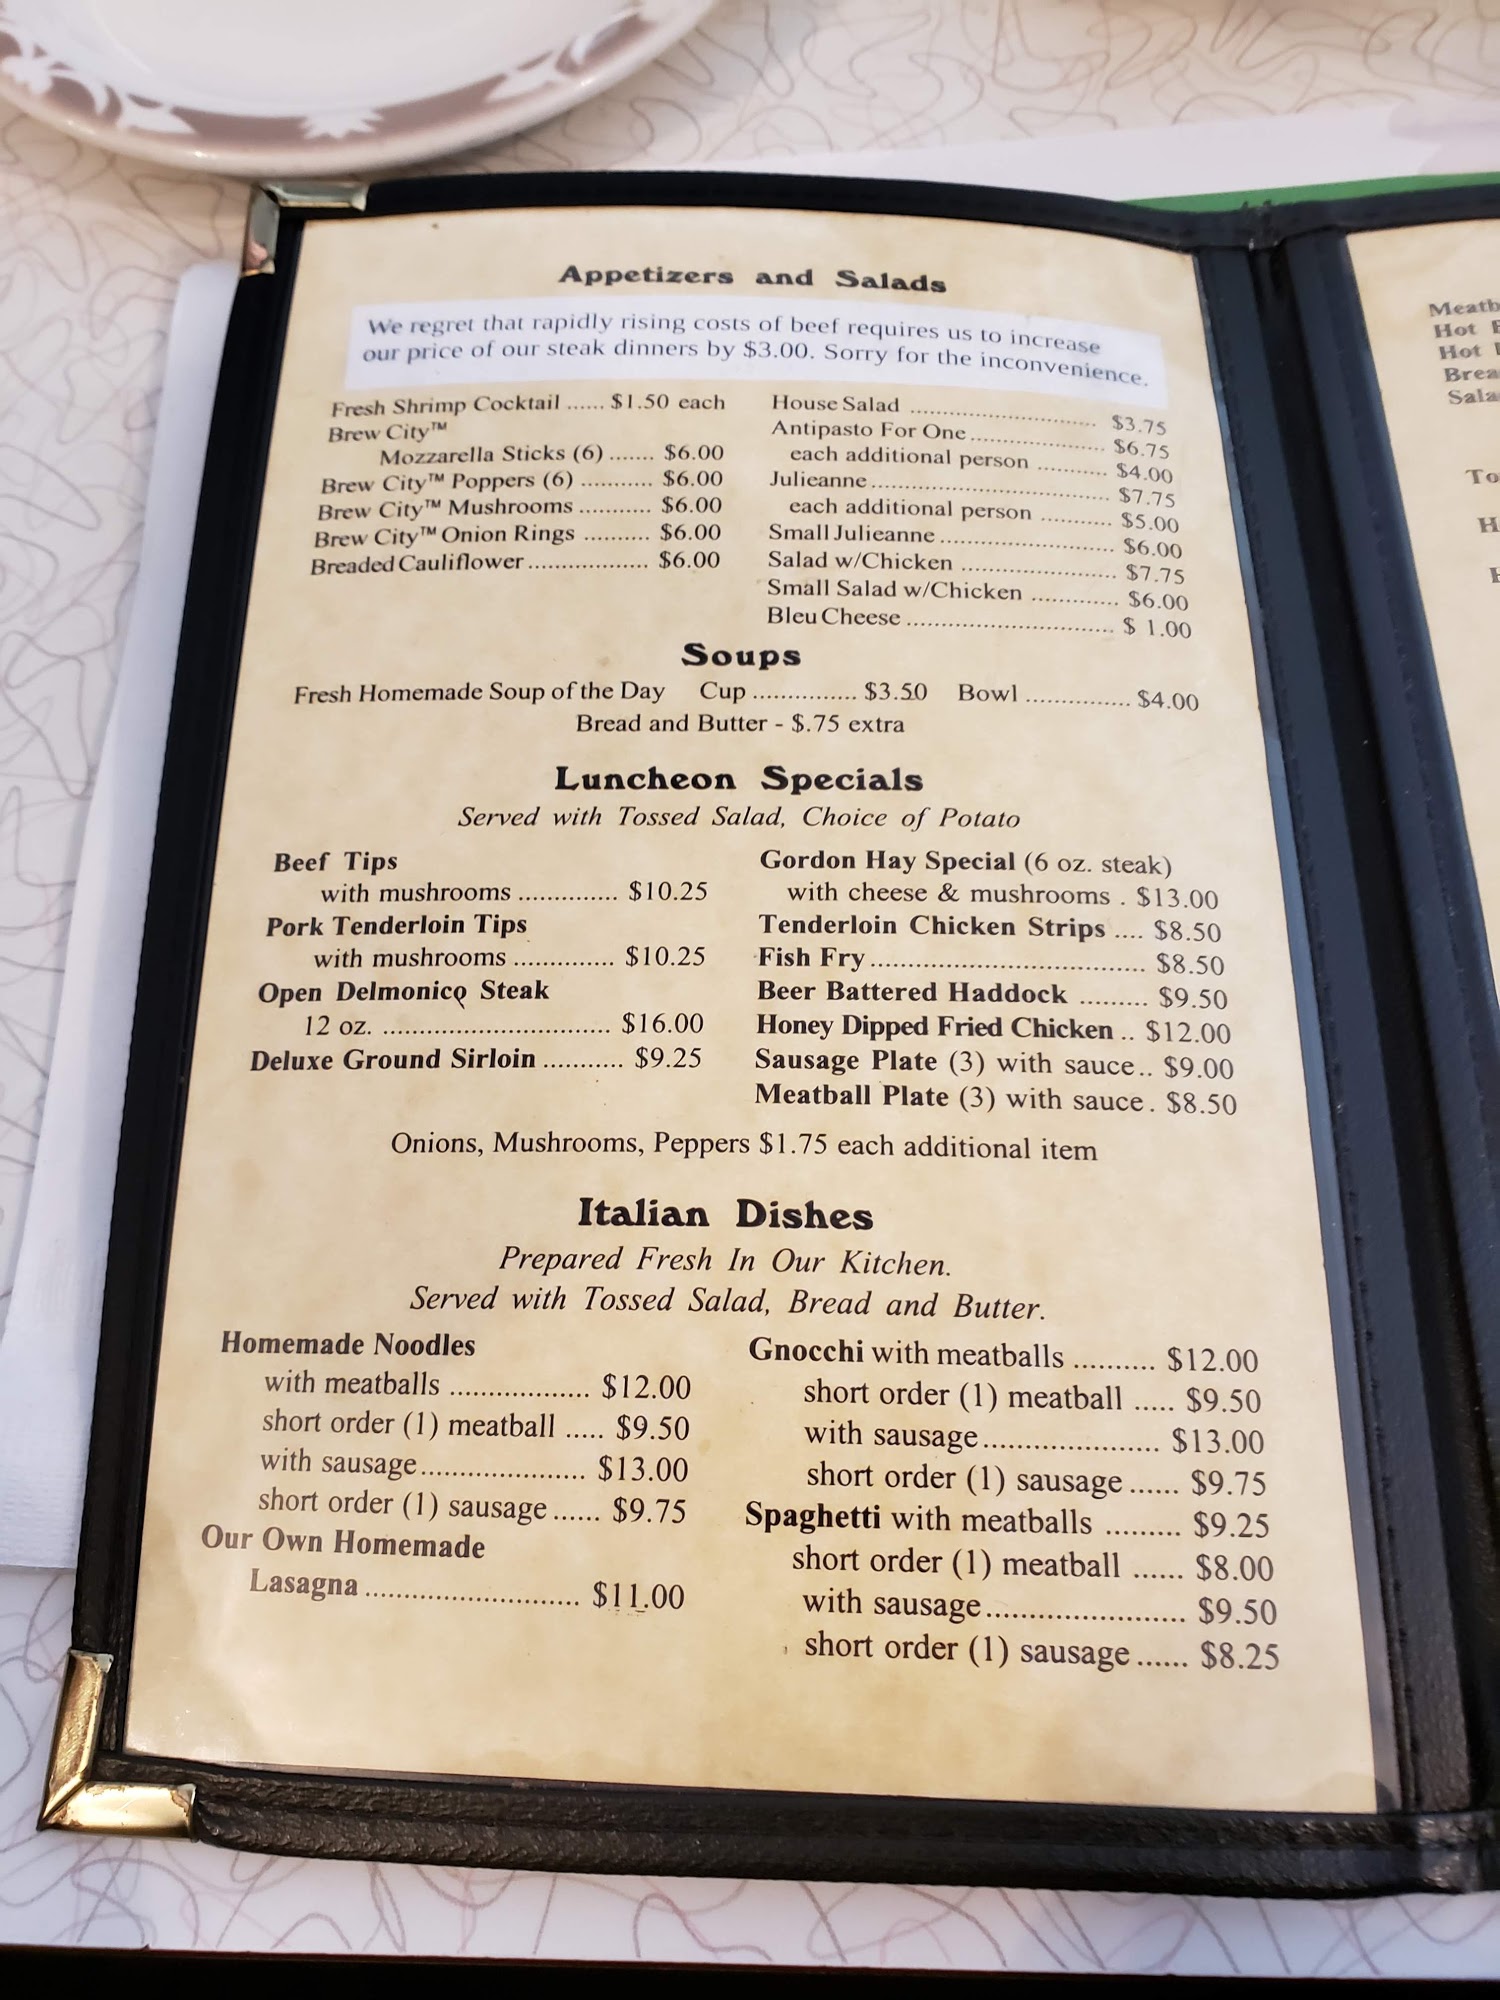 Appetizers and Salads
We regret that rapidly rising costs of beef requires us to increase
our price of our steak dinners by $3.00. Sorry for the inconvenience.
Fresh Shrimp Cocktail ...... $1.50 each
Brew City™
Mozzarella Sticks (6) ....... $6.00
Brew City™ Poppers (6) ........... $6.00
Brew City™ Mushrooms ........... $6.00
Brew City™ Onion Rings .......... $6.00
Breaded Cauliflower .................. $6.00
House Salad ............................ $3.75
Antipasto For One .................... $6.75
each additional person .......... $4.00
Julieanne ................................... $7.75
each additional person .......... $5.00
Small Julieanne .......................... $6.00
Salad w/Chicken ....................... $7.75
Small Salad w/Chicken ............. $6.00
Bleu Cheese ............................... $ 1.00
Soups
Fresh Homemade Soup of the Day Cup ............... $3.50 Bowl ............... $4.00
Bread and Butter - $.75 extra
Luncheon Specials
Served with Tossed Salad, Choice of Potato
Beef Tips
with mushrooms .............. $10.25
Pork Tenderloin Tips
with mushrooms .............. $10.25
Open Delmonico Steak
12 oz. ................................ $16.00
Deluxe Ground Sirloin ........... $9.25
Gordon Hay Special (6 oz. steak)
with cheese & mushrooms . $13.00
Tenderloin Chicken Strips .... $8.50
Fish Fry ..................................... $8.50
Beer Battered Haddock ......... $9.50
Honey Dipped Fried Chicken .. $12.00
Sausage Plate (3) with sauce .. $9.00
Meatball Plate (3) with sauce . $8.50
Onions, Mushrooms, Peppers $1.75 each additional item
Italian Dishes
Prepared Fresh In Our Kitchen.
Served with Tossed Salad, Bread and Butter.
Homemade Noodles
with meatballs .................. $12.00
short order (1) meatball ..... $9.50
with sausage ..................... $13.00
short order (1) sausage ...... $9.75
Our Own Homemade
Lasagna ........................... $11.00
Gnocchi with meatballs .......... $12.00
short order (1) meatball ..... $9.50
with sausage ...................... $13.00
short order (1) sausage ...... $9.75
Spaghetti with meatballs ......... $9.25
short order (1) meatball ...... $8.00
with sausage ......................... $9.50
short order (1) sausage ...... $8.25
Hot
Hot